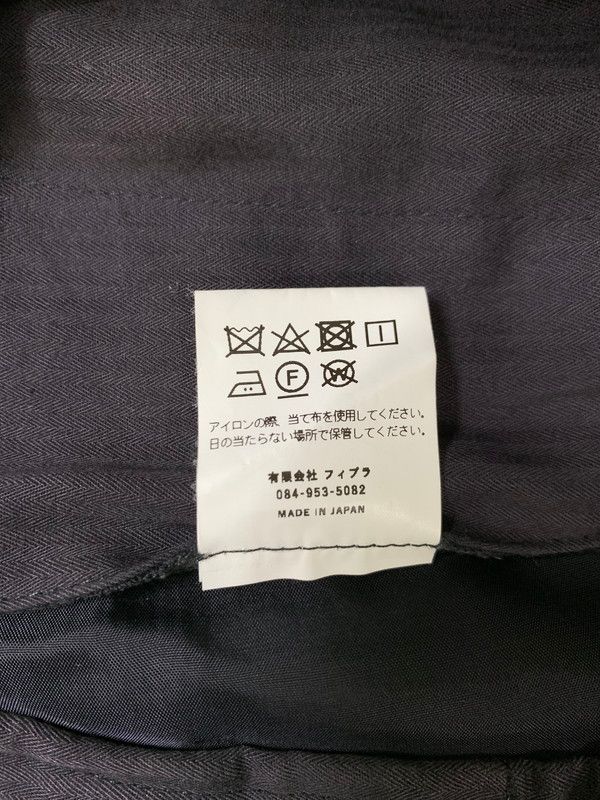 F W
アイロンの際、当て布を使用してください。
日の当たらない場所で保管してください。
有限会社 フィプラ
084-953-5082
MADE IN JAPAN